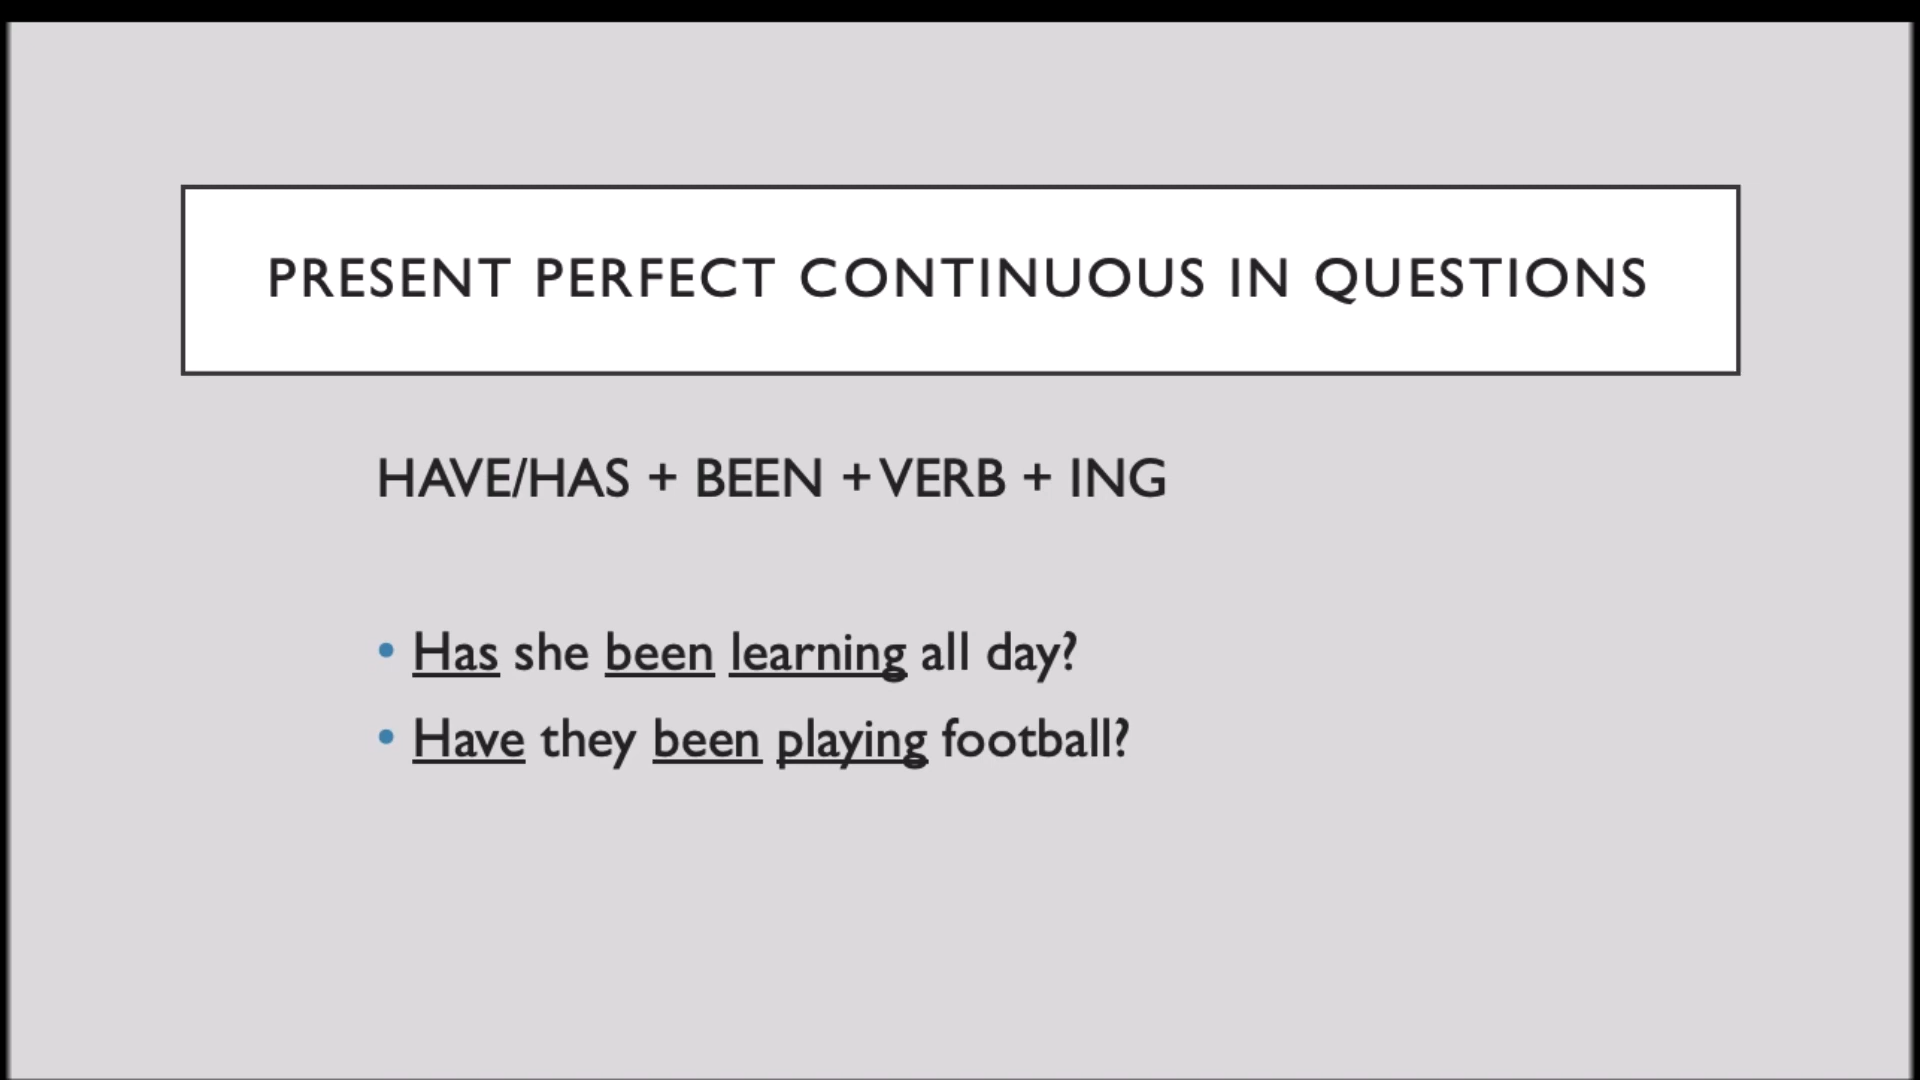 PRESENT PERFECT CONTINUOUS IN QUESTIONS
HAVE/HAS + BEEN + VERB + ING
• Has she been learning all day?
• Have they been playing football?